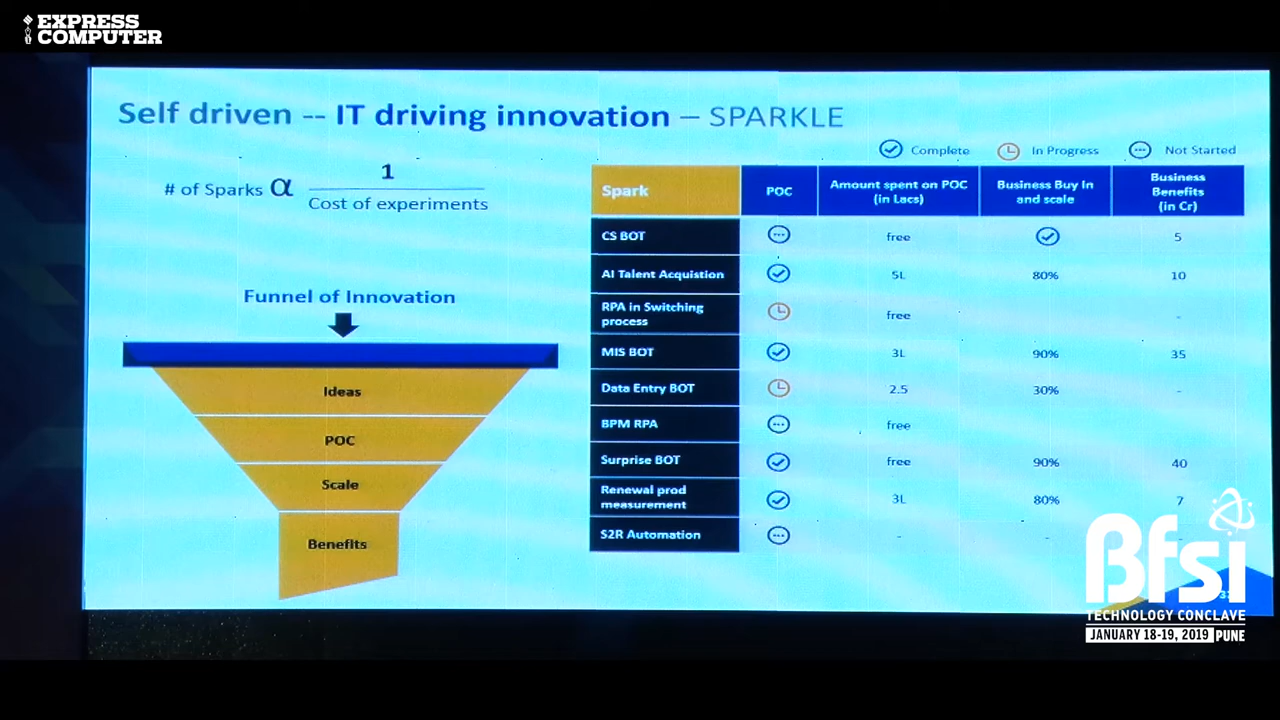 EXPRESS
COMPUTER
Self driven -- IT driving innovation – SPARKLE
Complete In Progress Not Started
# of Sparks α 1
Cost of experiments
Funnel of Innovation
Ideas
POC
Scale
Benefits
Spark POC Amount spent on POC (in Lacs) Business Buy In and scale Business Benefits (in Cr)
CS BOT free 5
AI Talent Acquistion 5L 80% 10
RPA in Switching process free -
MIS BOT 3L 90% 35
Data Entry BOT 2.5 30% -
BPM RPA free
Surprise BOT free 90% 40
Renewal prod measurement 3L 80% 7
S2R Automation - - -
Bfsi
TECHNOLOGY CONCLAVE
JANUARY 18-19, 2019 PUNE